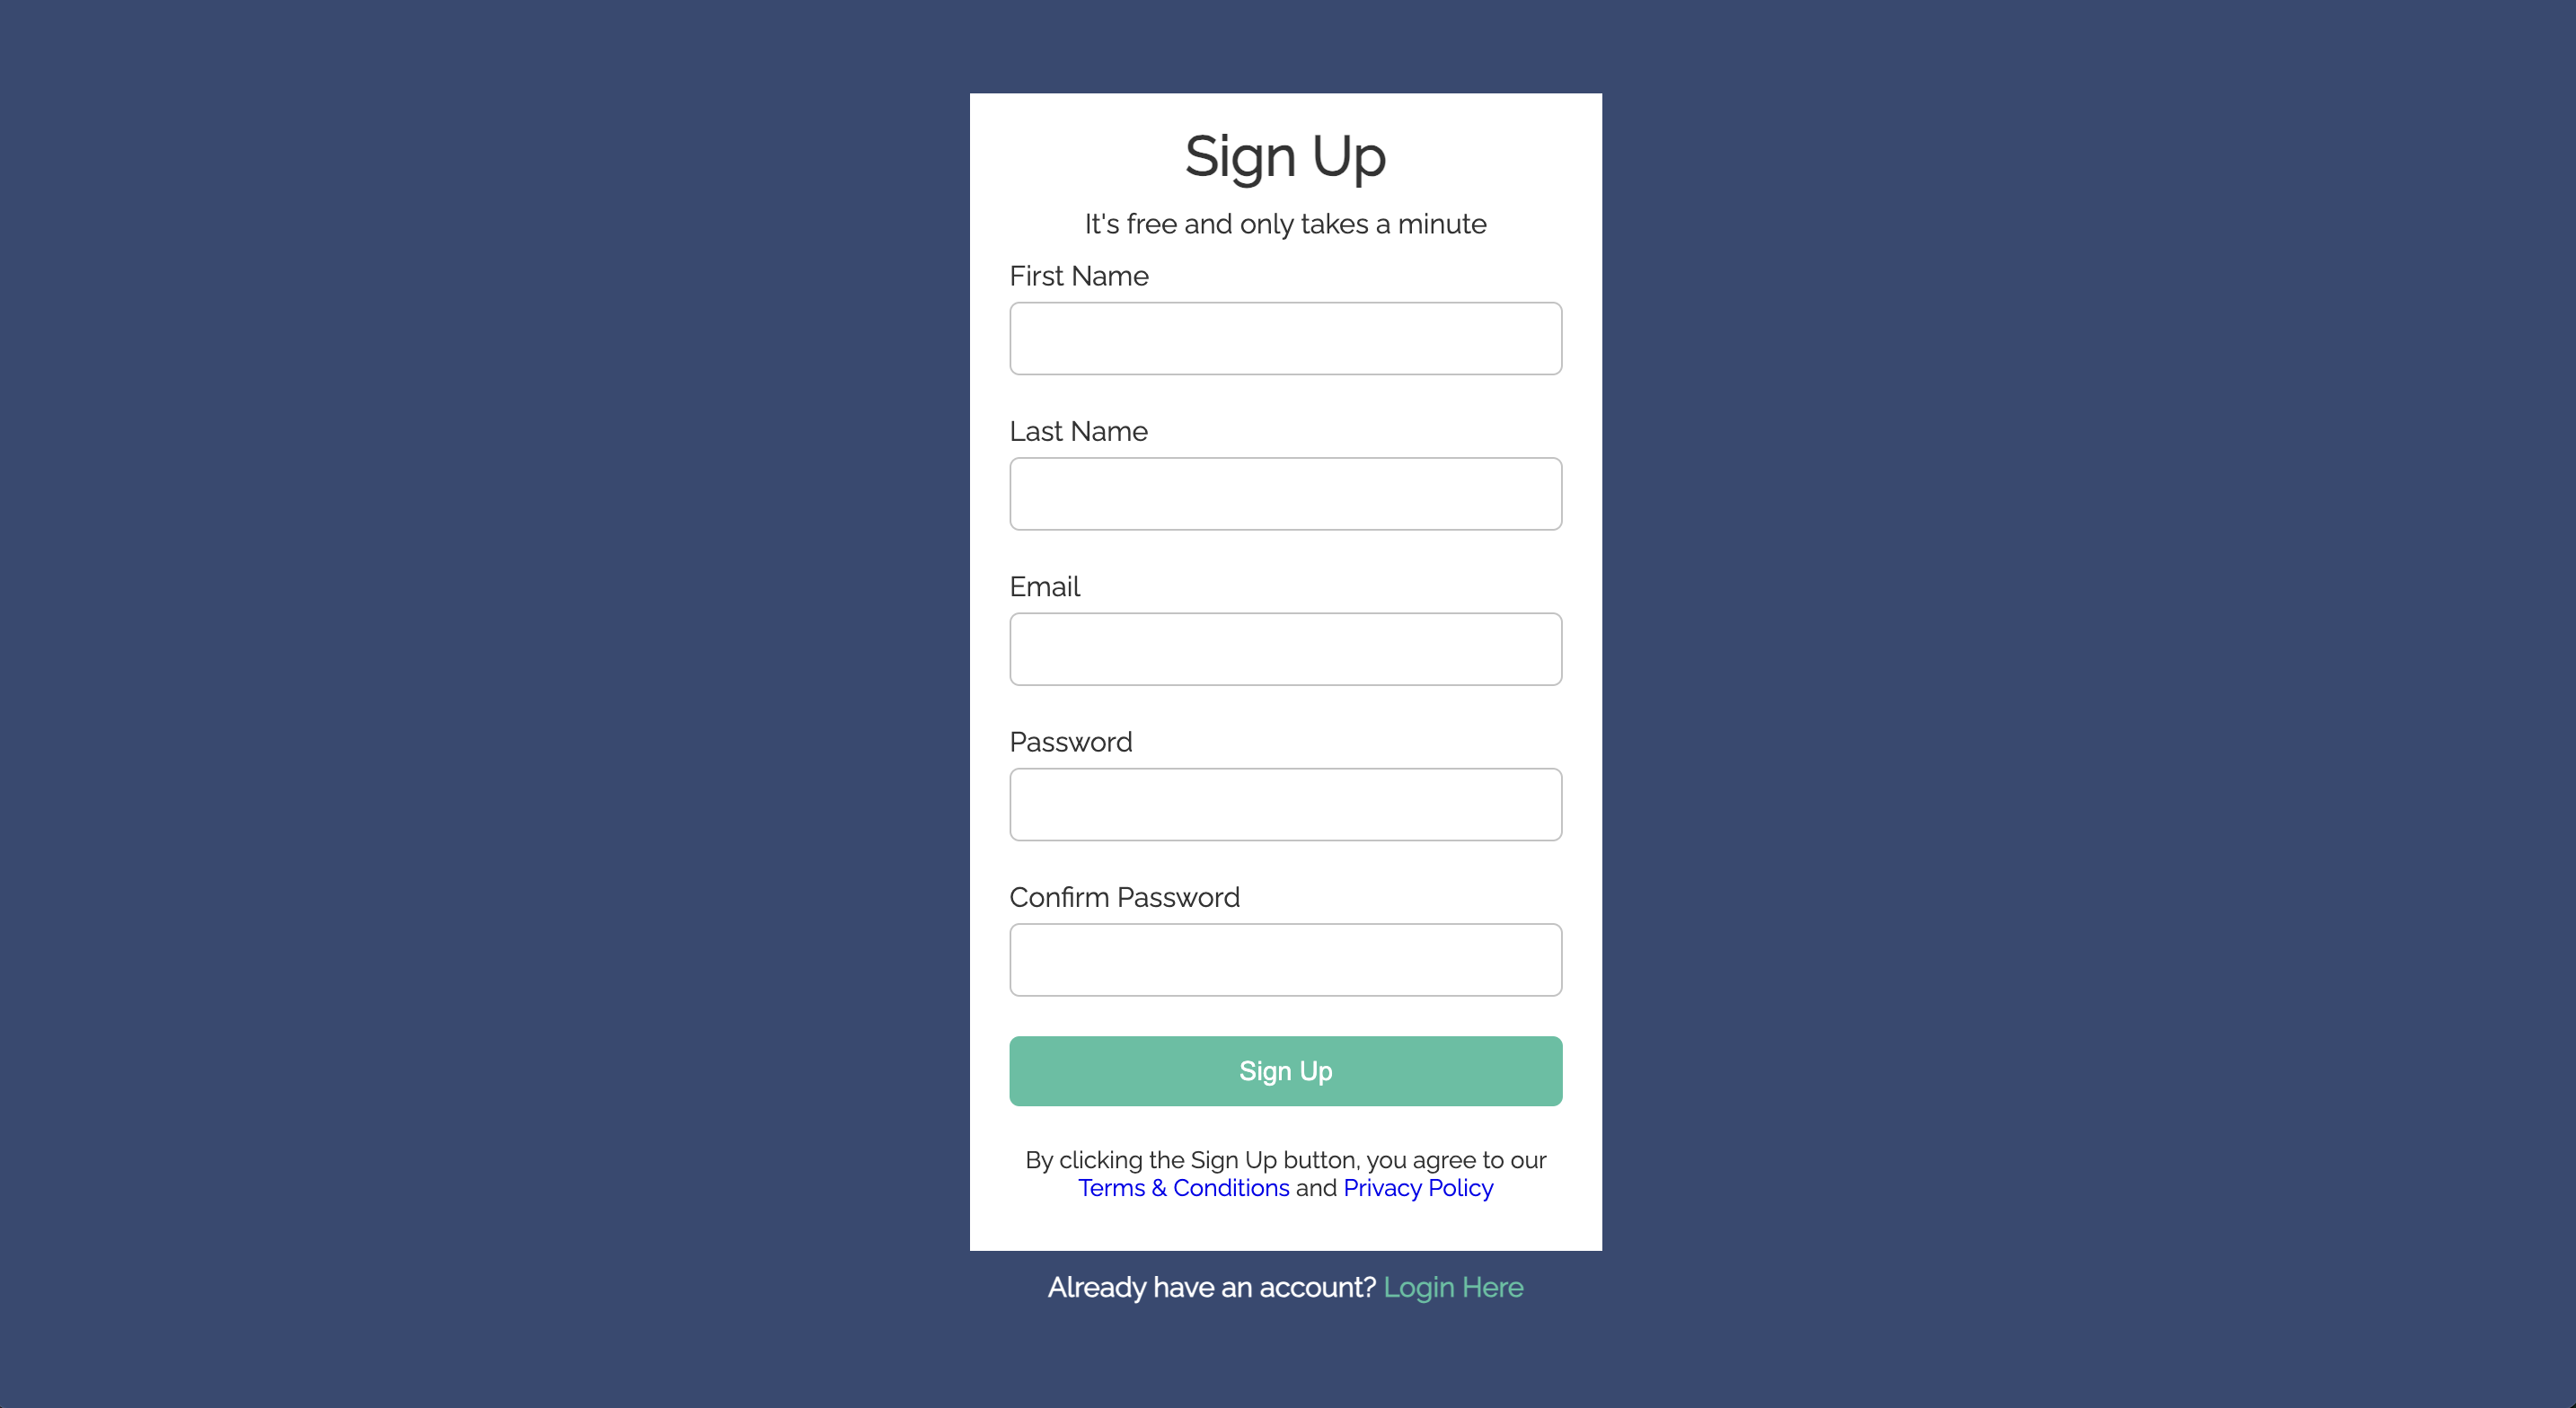 Sign Up
It's free and only takes a minute
First Name
Last Name
Email
Password
Confirm Password
Sign Up
By clicking the Sign Up button, you agree to our
Terms & Conditions and Privacy Policy
Already have an account? Login Here